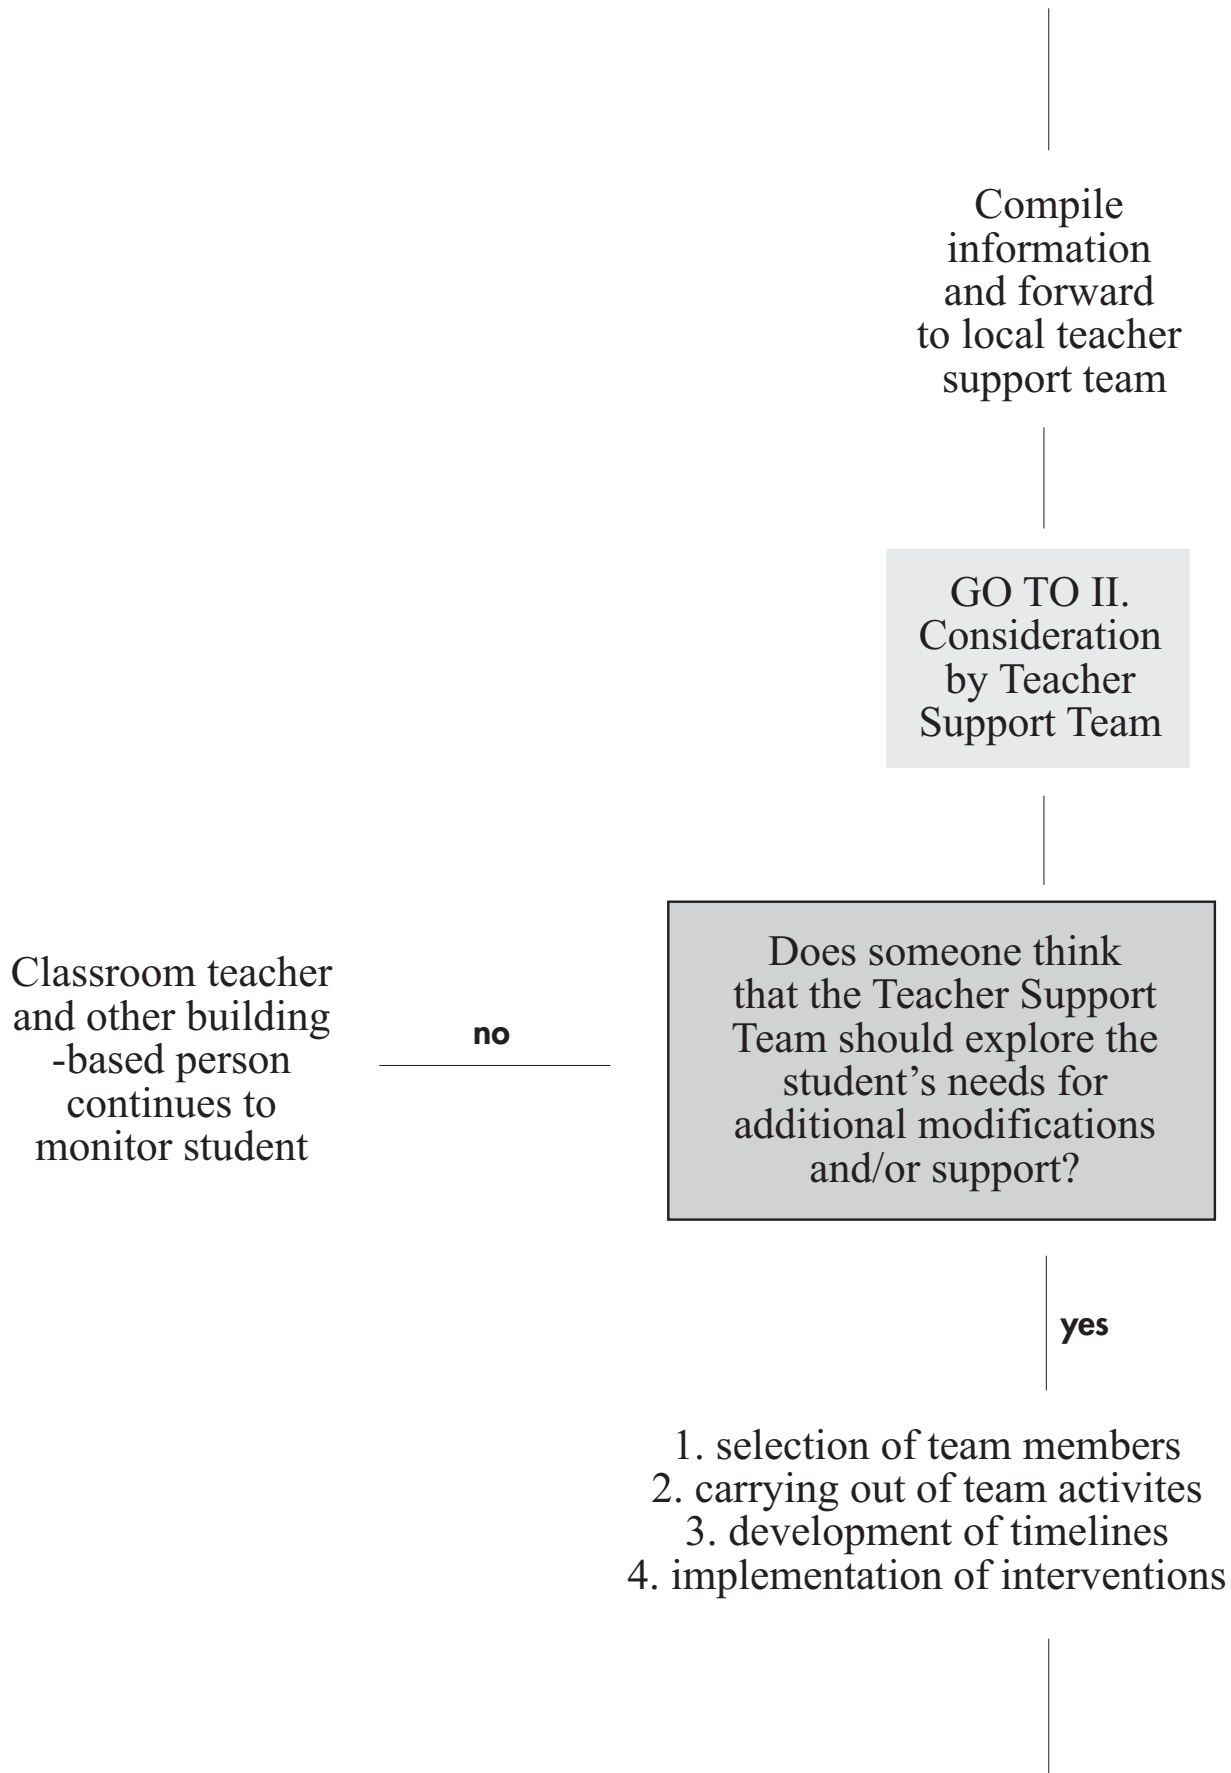 Compile
information
and forward
to local teacher
support team
GO TO II.
Consideration
by Teacher
Support Team
Does someone think
that the Teacher Support
Team should explore the
student’s needs for
additional modifications
and/or support?
no
Classroom teacher
and other building
-based person
continues to
monitor student
yes
1. selection of team members
2. carrying out of team activites
3. development of timelines
4. implementation of interventions